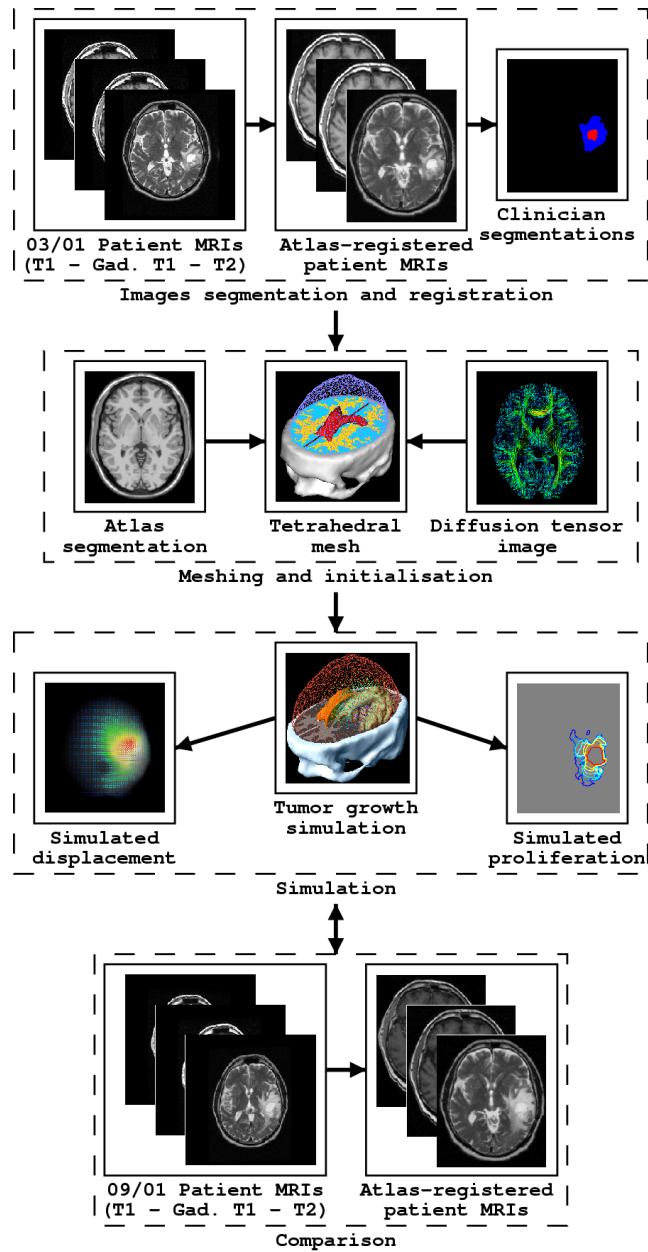 03/01 Patient MRIs
(T1 – Gad. T1 – T2)
Atlas–registered
patient MRIs
Clinician
segmentations
Images segmentation and registration
Atlas
segmentation
Tetrahedral
mesh
Diffusion tensor
image
Meshing and initialisation
Simulated
displacement
Tumor growth
simulation
Simulated
proliferation
Simulation
09/01 Patient MRIs
(T1 – Gad. T1 – T2)
Atlas–registered
patient MRIs
Comparison